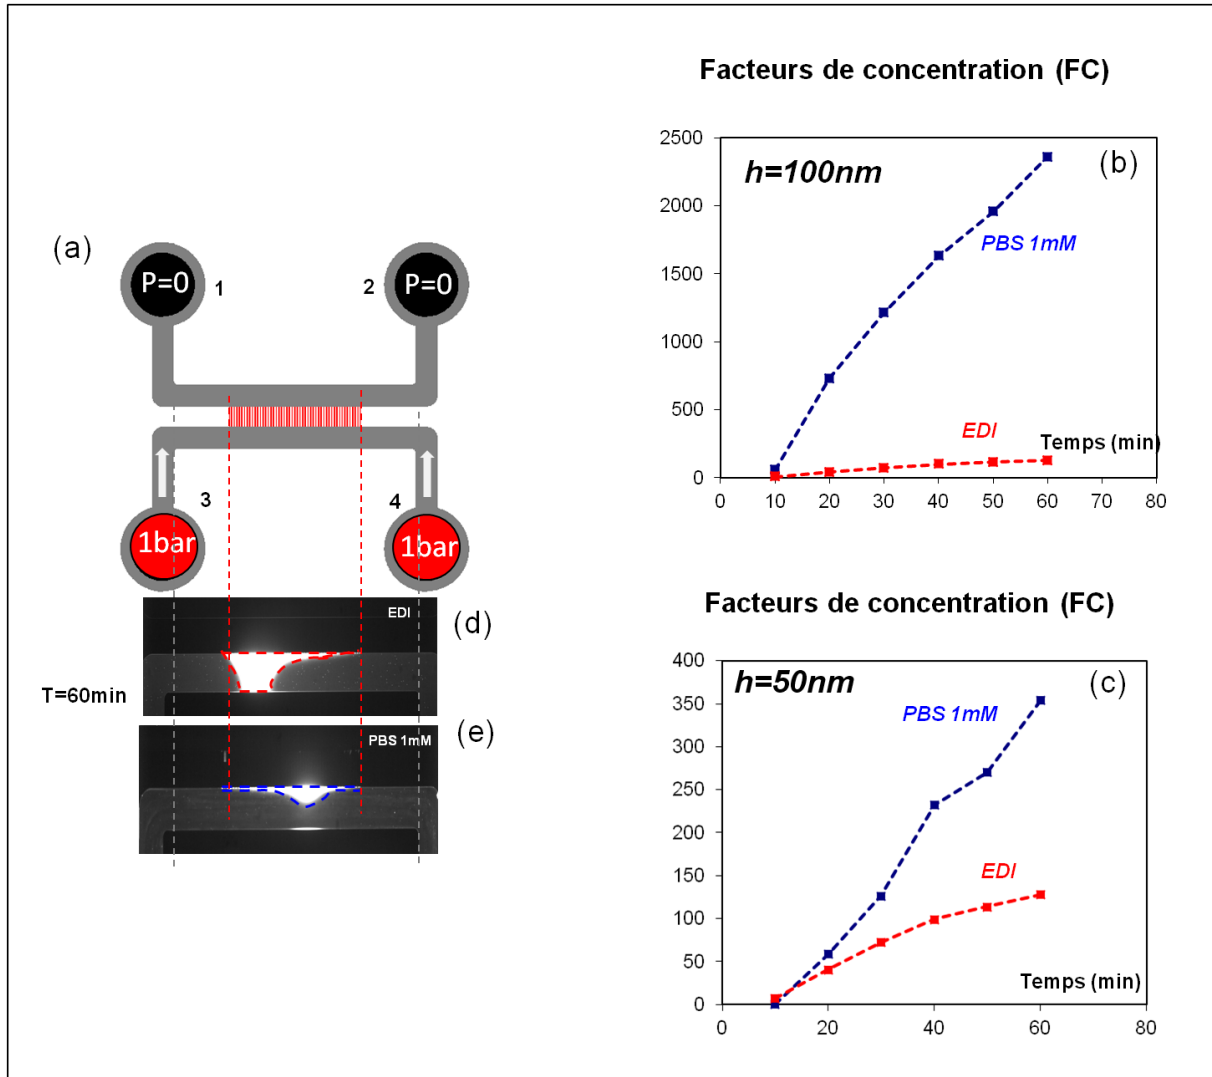 (a)
P=0
1
2
P=0
3
4
1bar
1bar
EDI
(d)
T=60min
PBS 1mM
(e)
Facteurs de concentration (FC)
2500
2000
1500
1000
500
0
h=100nm
(b)
PBS 1mM
EDI
Temps (min)
0 10 20 30 40 50 60 70 80
Facteurs de concentration (FC)
400
350
300
250
200
150
100
50
0
h=50nm
(c)
PBS 1mM
EDI
Temps (min)
0 20 40 60 80